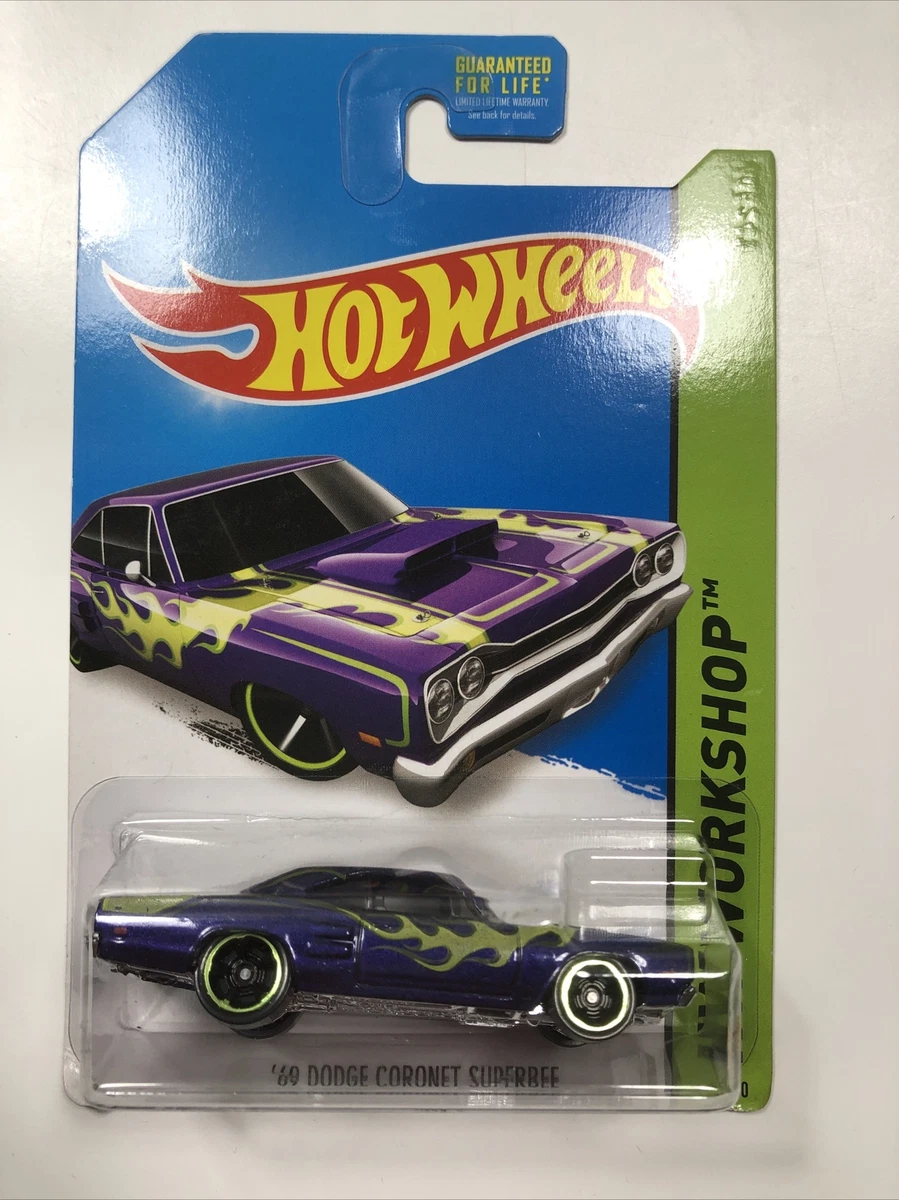 GUARANTEED
FOR LIFE*
LIMITED LIFETIME WARRANTY.
See back for details.
HOT WHEELS
WORKSHOP™
'69 DODGE CORONET SUPERBEE